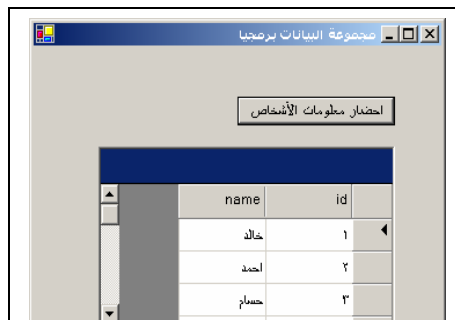 مجموعة البيانات برمجيا
احضار معلومات الأشخاص
id name
١ خالد
٢ احمد
٣ حسام